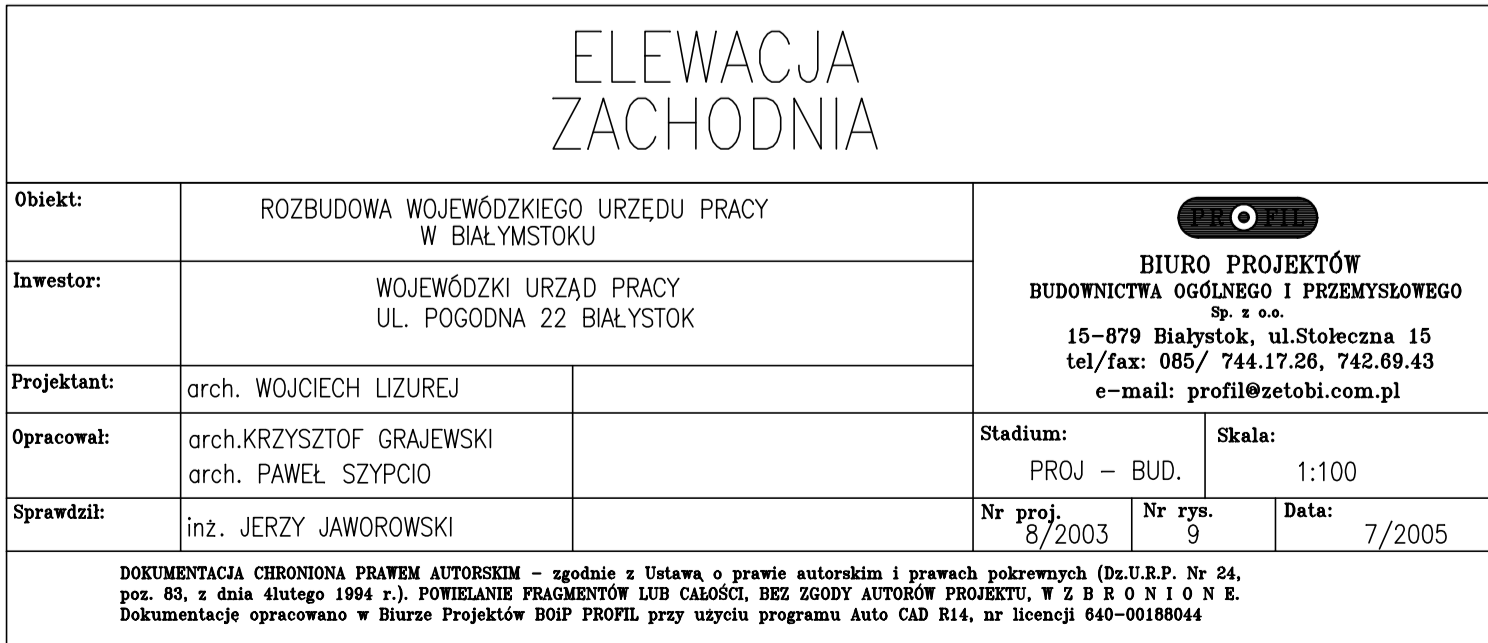 ELEWACJA
ZACHODNIA
Obiekt:
ROZBUDOWA WOJEWÓDZKIEGO URZĘDU PRACY
W BIAŁYMSTOKU
Inwestor:
WOJEWÓDZKI URZĄD PRACY
UL. POGODNA 22 BIAŁYSTOK
Projektant:
arch. WOJCIECH LIZUREJ
Opracował:
arch.KRZYSZTOF GRAJEWSKI
arch. PAWEŁ SZYPCIO
Sprawdził:
inż. JERZY JAWOROWSKI
PROFIL
BIURO PROJEKTÓW
BUDOWNICTWA OGÓLNEGO I PRZEMYSŁOWEGO
Sp. z o.o.
15-879 Białystok, ul.Stołeczna 15
tel/fax: 085/ 744.17.26, 742.69.43
e-mail: profil@zetobi.com.pl
Stadium:
PROJ - BUD.
Skala:
1:100
Nr proj.
8/2003
Nr rys.
9
Data:
7/2005
DOKUMENTACJA CHRONIONA PRAWEM AUTORSKIM - zgodnie z Ustawą o prawie autorskim i prawach pokrewnych (Dz.U.R.P. Nr 24,
poz. 83, z dnia 4lutego 1994 r.). POWIELANIE FRAGMENTÓW LUB CAŁOŚCI, BEZ ZGODY AUTORÓW PROJEKTU, W Z B R O N I O N E.
Dokumentację opracowano w Biurze Projektów BOiP PROFIL przy użyciu programu Auto CAD R14, nr licencji 640-00188044